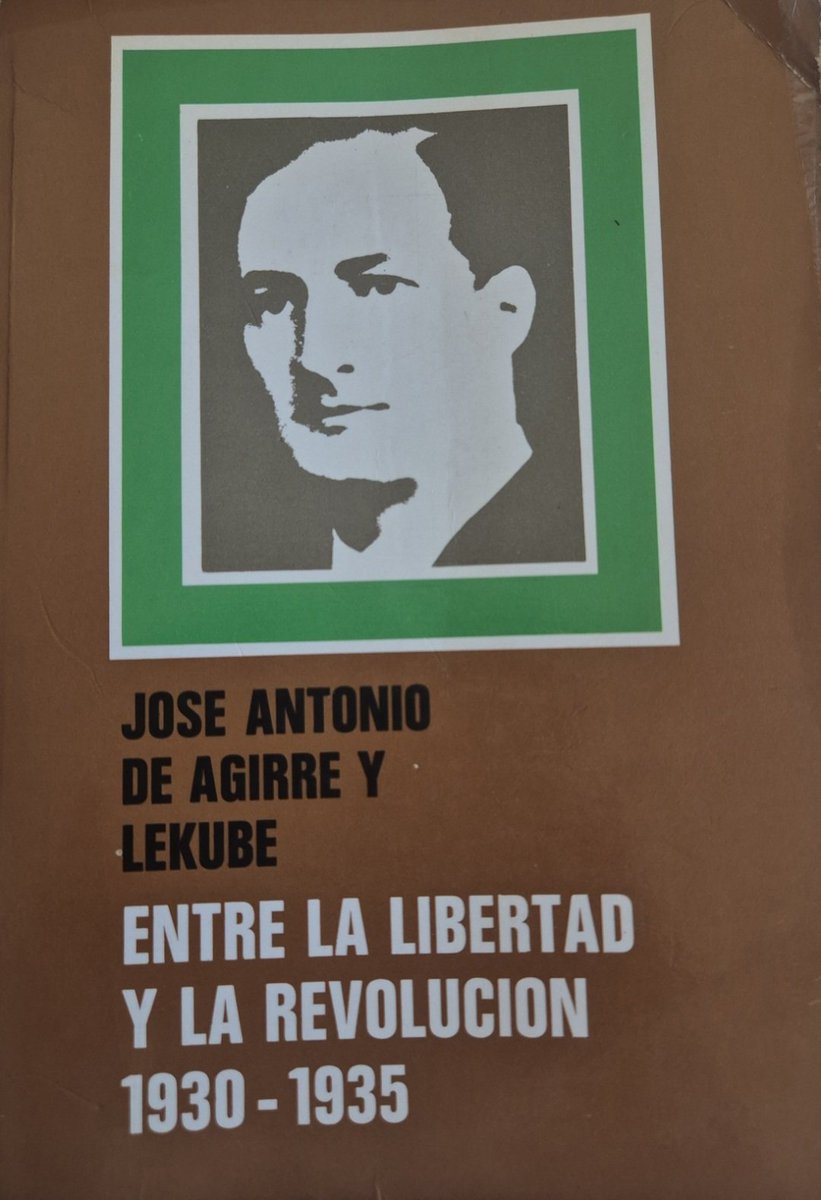 JOSE ANTONIO
DE AGIRRE Y
LEKUBE
ENTRE LA LIBERTAD
Y LA REVOLUCION
1930-1935